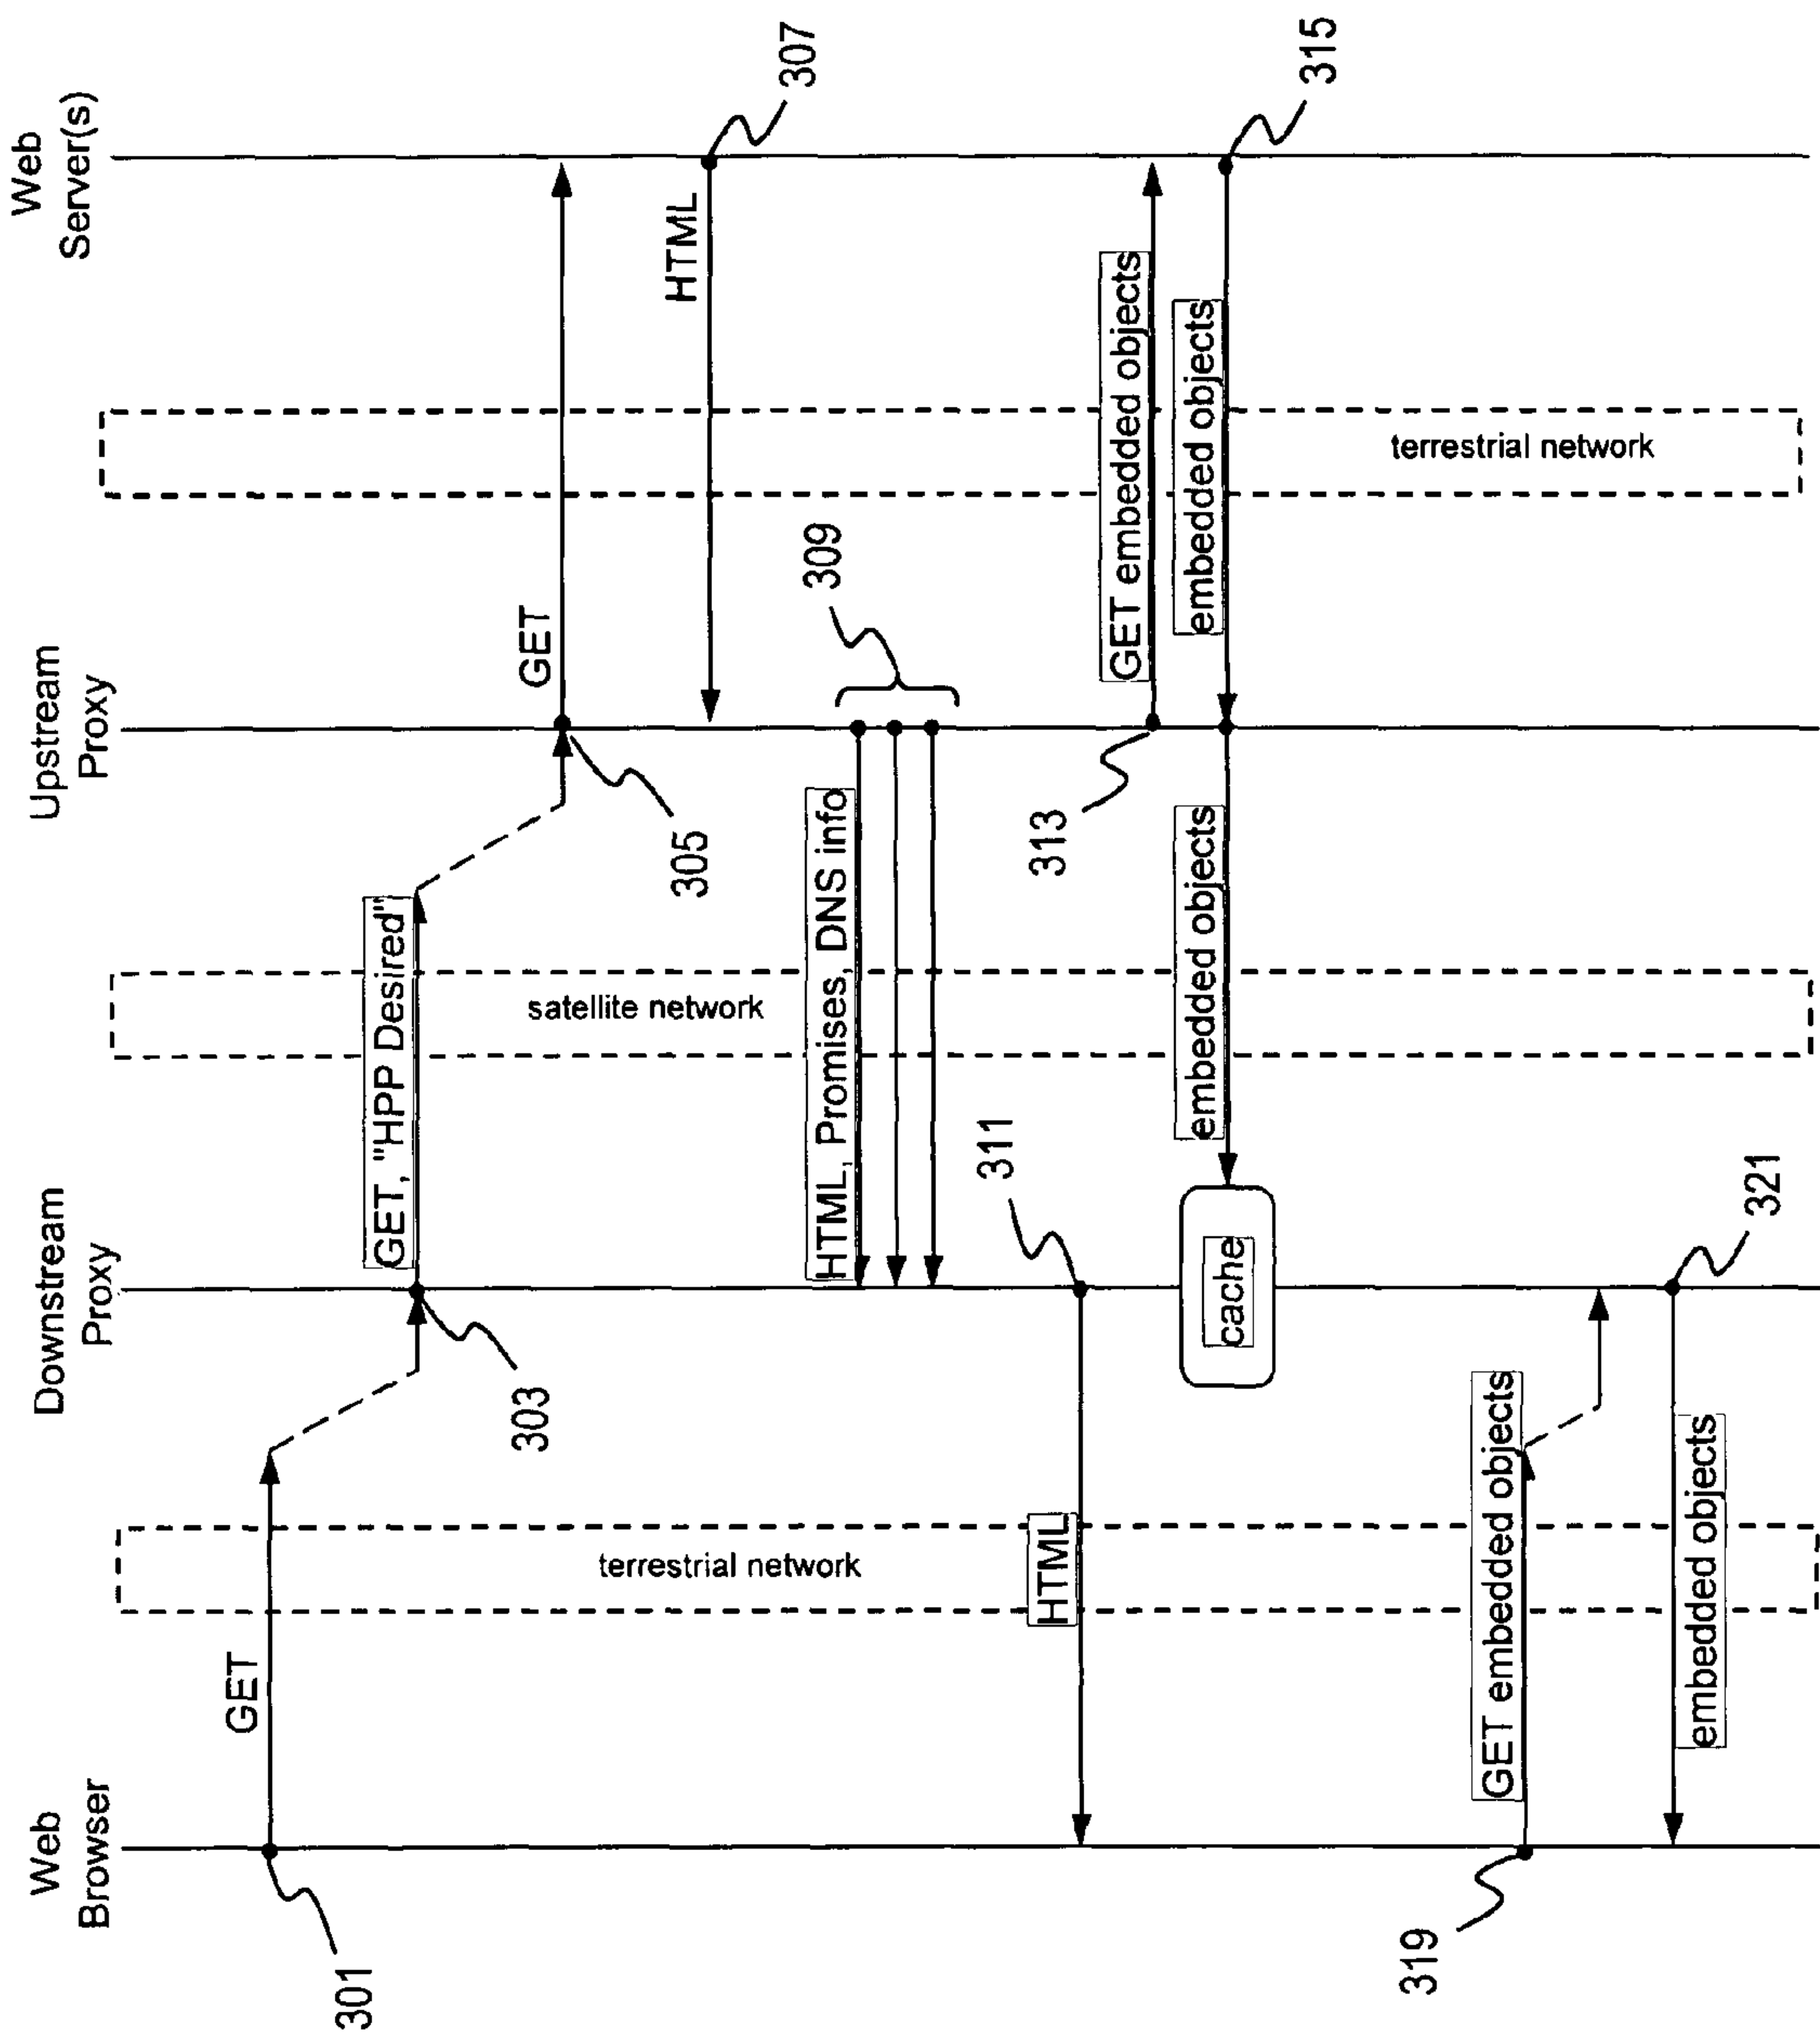 Web
Browser
Downstream
Proxy
Upstream
Proxy
Web
Server(s)
GET
301
GET, "HPP Desired"
303
GET
305
HTML
307
satellite network
terrestrial network
HTML, Promises, DNS info
309
HTML
311
GET embedded objects
313
embedded objects
embedded objects
315
cache
terrestrial network
GET embedded objects
319
embedded objects
321